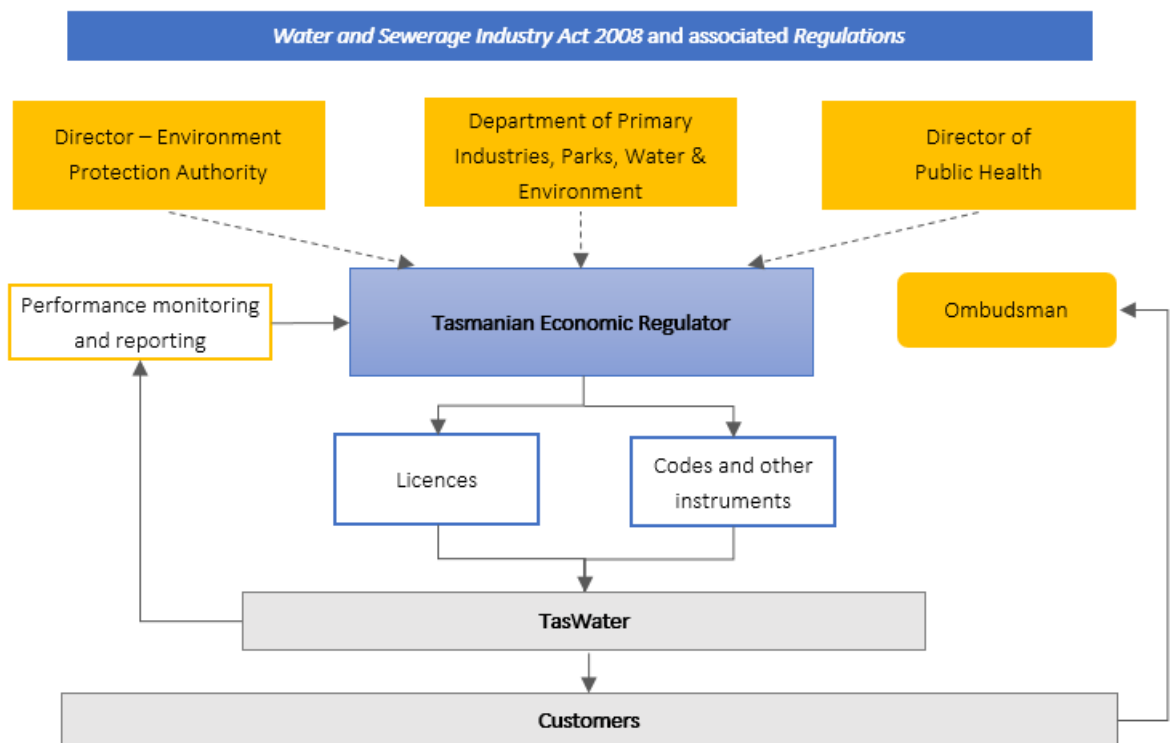 Water and Sewerage Industry Act 2008 and associated Regulations
Director – Environment
Protection Authority
Department of Primary
Industries, Parks, Water &
Environment
Director of
Public Health
Performance monitoring
and reporting
Tasmanian Economic Regulator
Ombudsman
Licences
Codes and other
instruments
TasWater
Customers